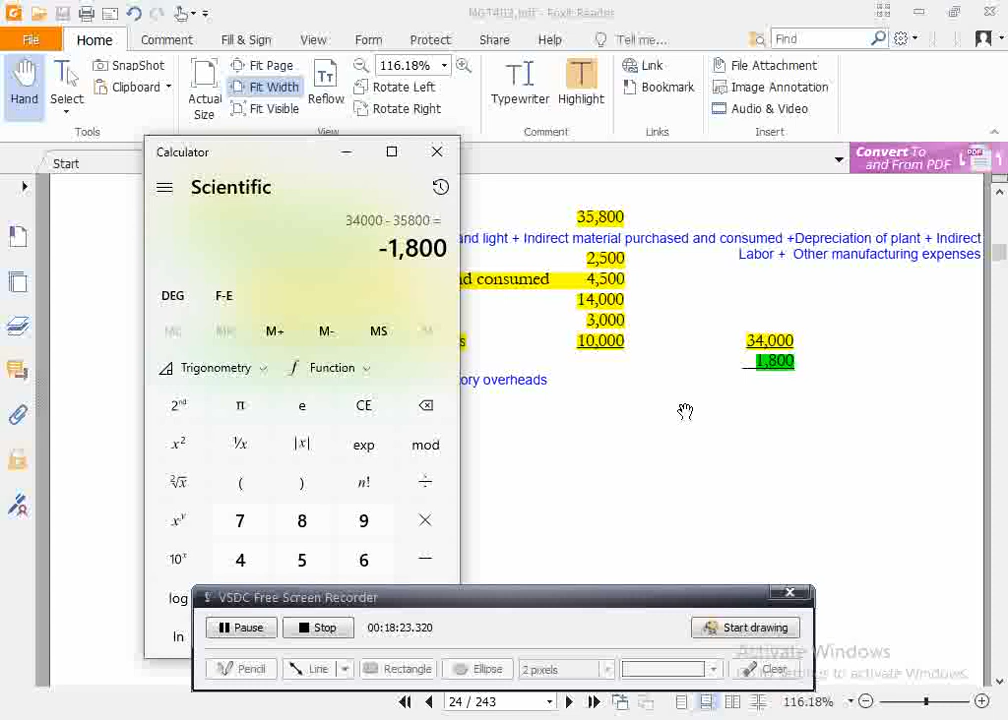 MGT402.pdf - Foxit Reader
File Home Comment Fill & Sign View Form Protect Share Help Tell me... Find
Hand
Select
SnapShot
Clipboard
Tools
Actual
Size
Fit Page
Fit Width
Fit Visible
Reflow
116.18%
Rotate Left
Rotate Right
View
Typewriter
Highlight
Comment
Link
Bookmark
Links
File Attachment
Image Annotation
Audio & Video
Insert
Start
Convert To
and From PDF
Calculator
Scientific
34000 - 35800 =
-1,800
DEG F-E
MC MR M+ M- MS M
Trigonometry f Function
2nd π e CE
x² ¹/x |x| exp mod
²√x ( ) n! ÷
xʸ 7 8 9 ×
10ˣ 4 5 6 −
log
ln
35,800
and light + Indirect material purchased and consumed +Depreciation of plant + Indirect
Labor + Other manufacturing expenses
2,500
d consumed 4,500
14,000
3,000
s 10,000 34,000
1,800
ory overheads
VSDC Free Screen Recorder
Pause Stop 00:18:23.320 Start drawing
Pencil Line Rectangle Ellipse 2 pixels Clear
Activate Windows
Go to Settings to activate Windows.
24 / 243 116.18%